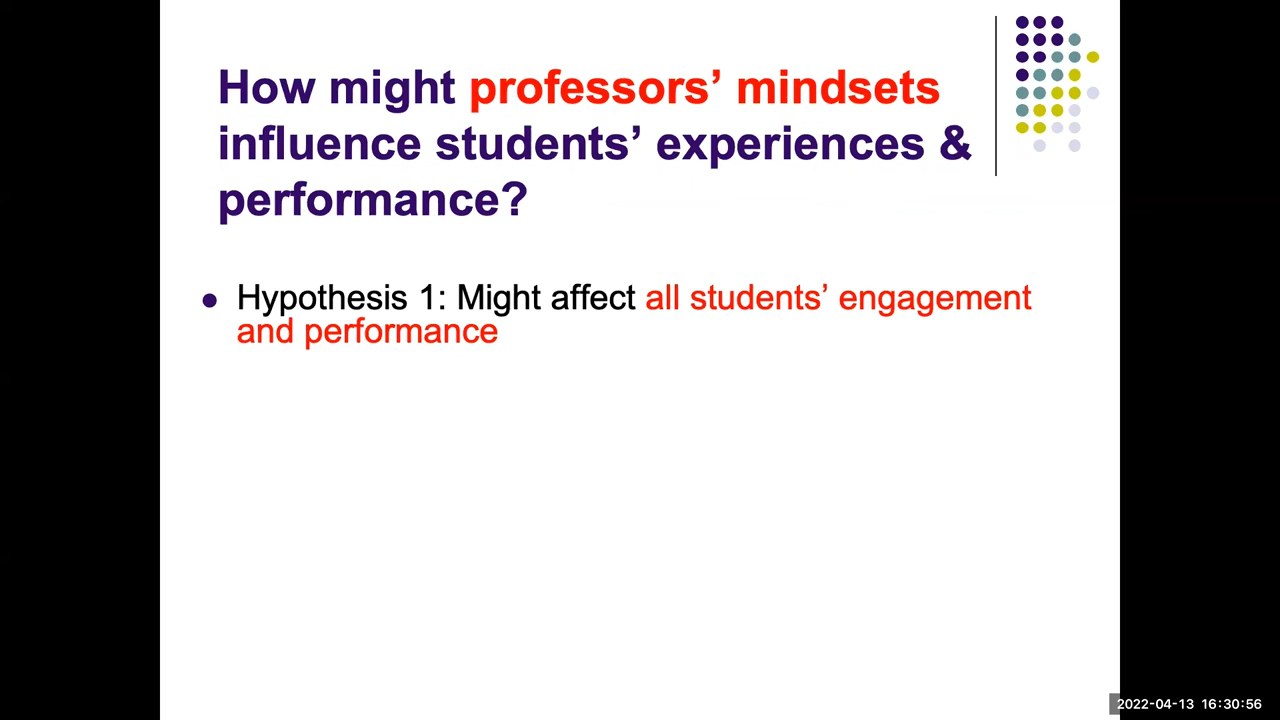 How might professors’ mindsets
influence students’ experiences &
performance?
● Hypothesis 1: Might affect all students’ engagement
and performance
2022-04-13 16:30:56